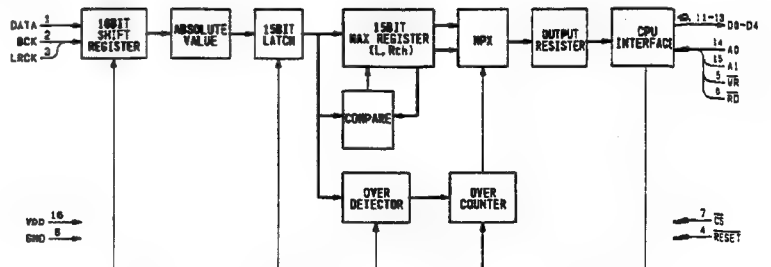 DATA 1
BCK 2
LRCK 3
16BIT
SHIFT
REGISTER
ABSOLUTE
VALUE
15BIT
LATCH
15BIT
MAX REGISTER
(L, Rch)
MPX
OUTPUT
RESISTER
CPU
INTERFACE
11-13
D0-D4
14 A0
15 A1
5 WR
6 RD
COMPARE
OVER
DETECTOR
OVER
COUNTER
VDD 16
GND 8
7 CS
4 RESET